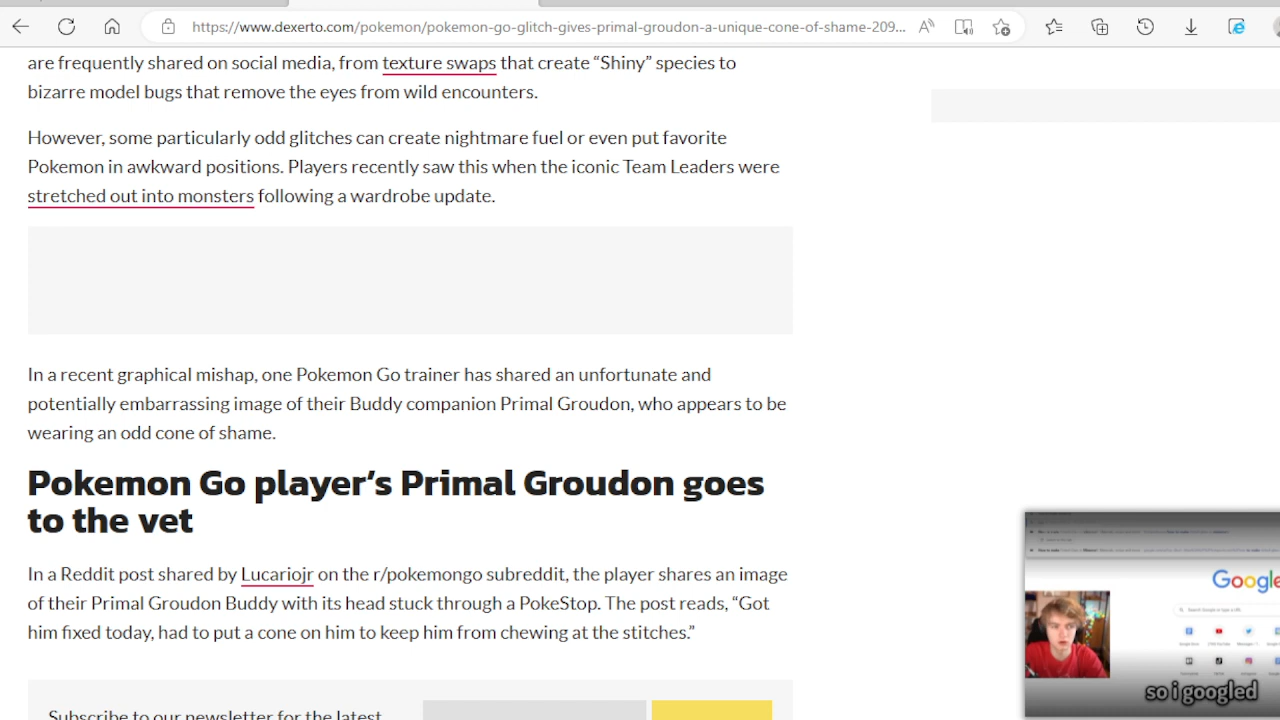 https://www.dexerto.com/pokemon/pokemon-go-glitch-gives-primal-groudon-a-unique-cone-of-shame-209...
are frequently shared on social media, from texture swaps that create “Shiny” species to
bizarre model bugs that remove the eyes from wild encounters.
However, some particularly odd glitches can create nightmare fuel or even put favorite
Pokemon in awkward positions. Players recently saw this when the iconic Team Leaders were
stretched out into monsters following a wardrobe update.
In a recent graphical mishap, one Pokemon Go trainer has shared an unfortunate and
potentially embarrassing image of their Buddy companion Primal Groudon, who appears to be
wearing an odd cone of shame.
Pokemon Go player’s Primal Groudon goes
to the vet
In a Reddit post shared by Lucariojr on the r/pokemongo subreddit, the player shares an image
of their Primal Groudon Buddy with its head stuck through a PokeStop. The post reads, “Got
him fixed today, had to put a cone on him to keep him from chewing at the stitches.”
Subscribe to our newsletter for the latest
Google
Search Google or type a URL
so i googled